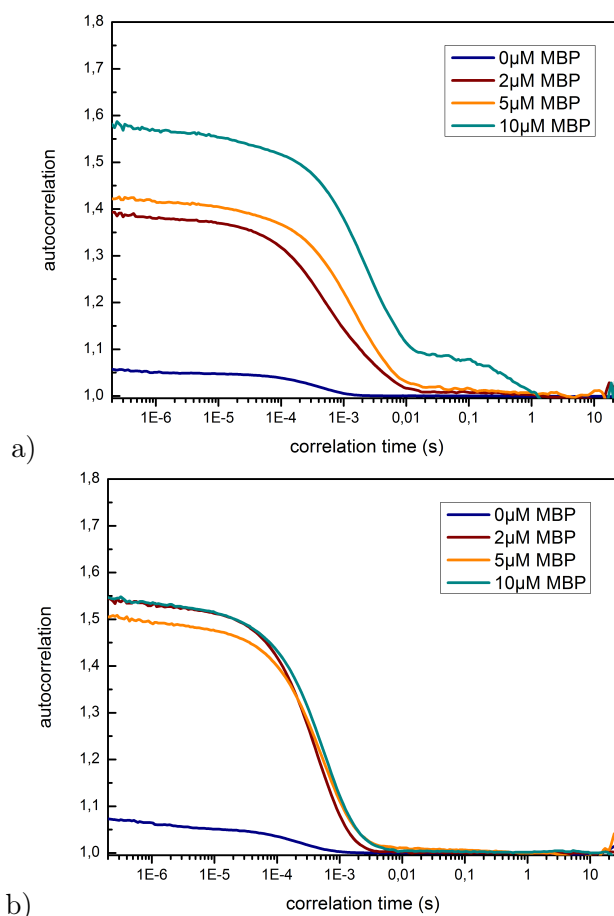 1,8
1,7
1,6
1,5
1,4
1,3
1,2
1,1
1,0
autocorrelation
0µM MBP
2µM MBP
5µM MBP
10µM MBP
1E-6 1E-5 1E-4 1E-3 0,01 0,1 1 10
correlation time (s)
a)
1,8
1,7
1,6
1,5
1,4
1,3
1,2
1,1
1,0
autocorrelation
0µM MBP
2µM MBP
5µM MBP
10µM MBP
1E-6 1E-5 1E-4 1E-3 0,01 0,1 1 10
correlation time (s)
b)